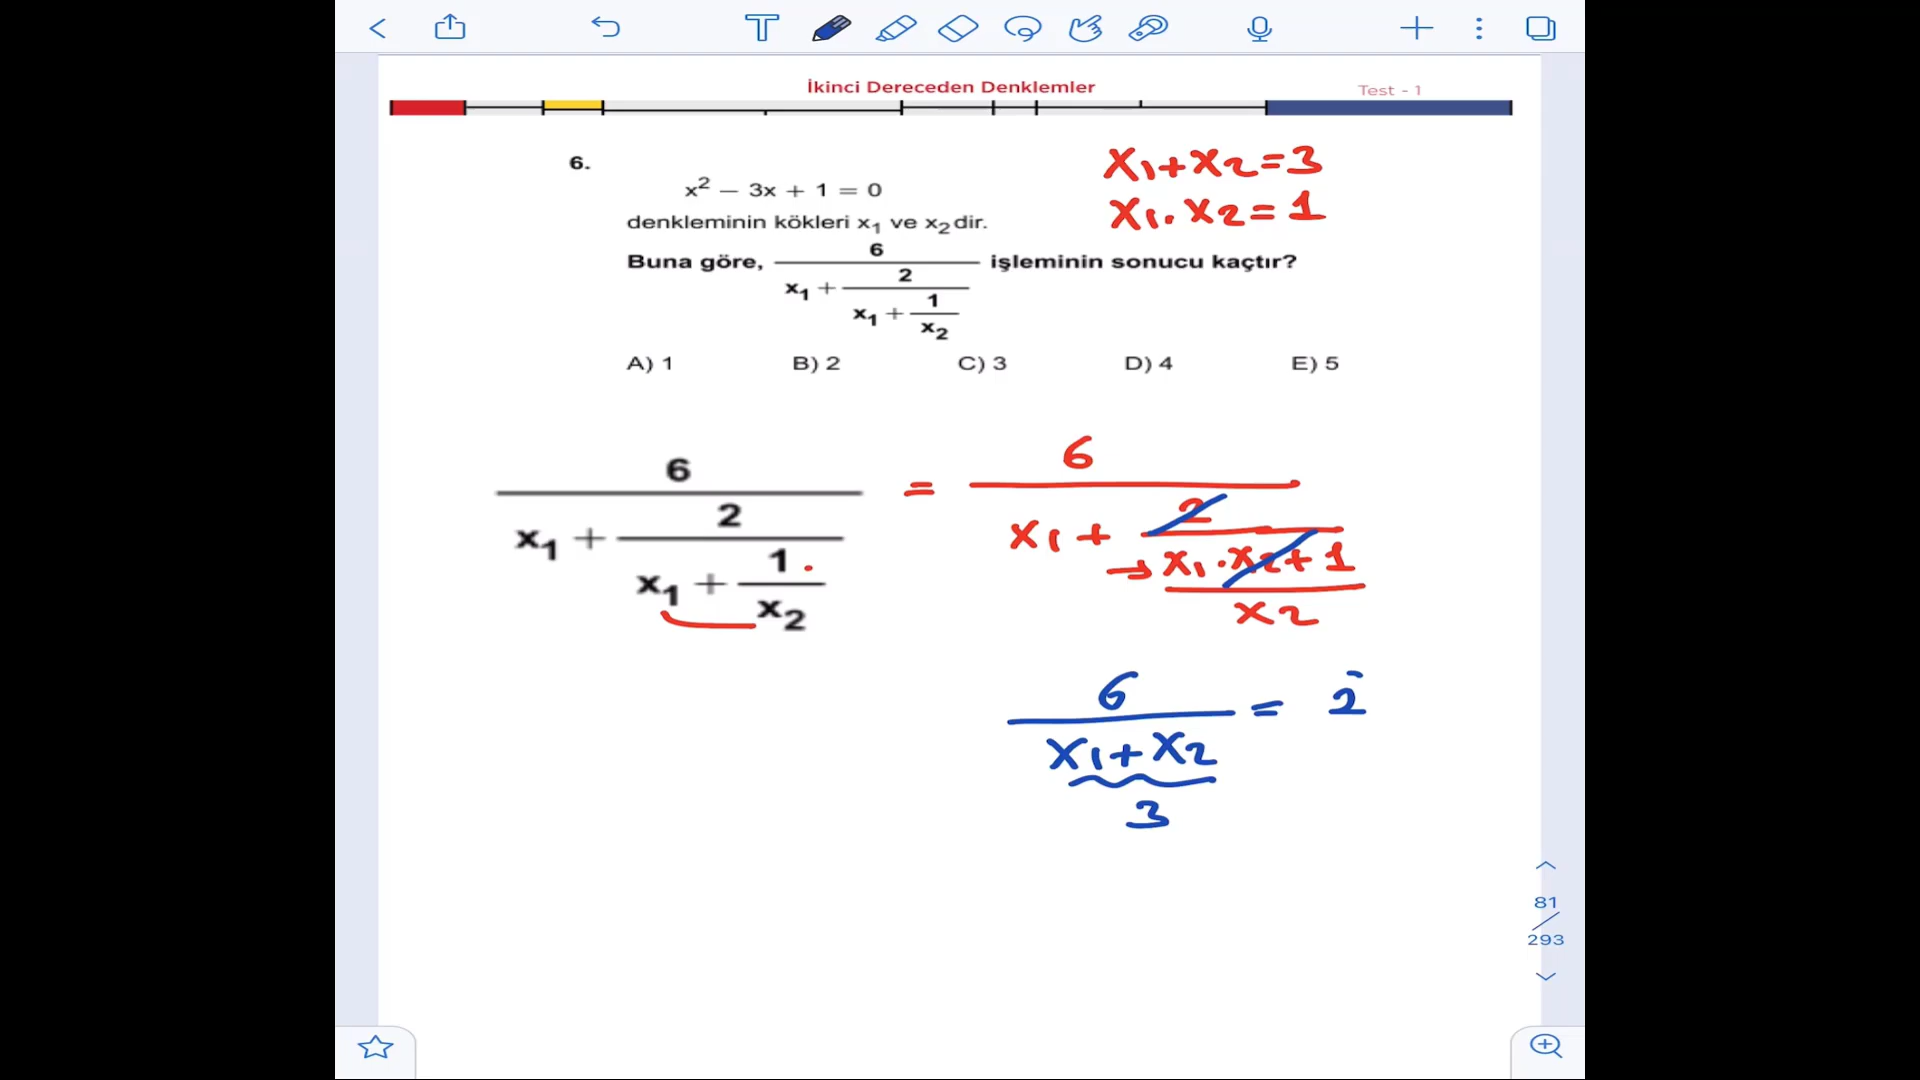 İkinci Dereceden Denklemler
Test - 1
6.
x² − 3x + 1 = 0
denkleminin kökleri x₁ ve x₂ dir.
Buna göre, 6 / (x₁ + 2 / (x₁ + 1 / x₂)) işleminin sonucu kaçtır?
A) 1 B) 2 C) 3 D) 4 E) 5
x₁ + x₂ = 3
x₁ . x₂ = 1
6 / (x₁ + 2 / (x₁ + 1 / x₂)) = 6 / (x₁ + 2 / ((x₁ . x₂ + 1) / x₂))
6 / (x₁ + x₂) = 2
3
81
293